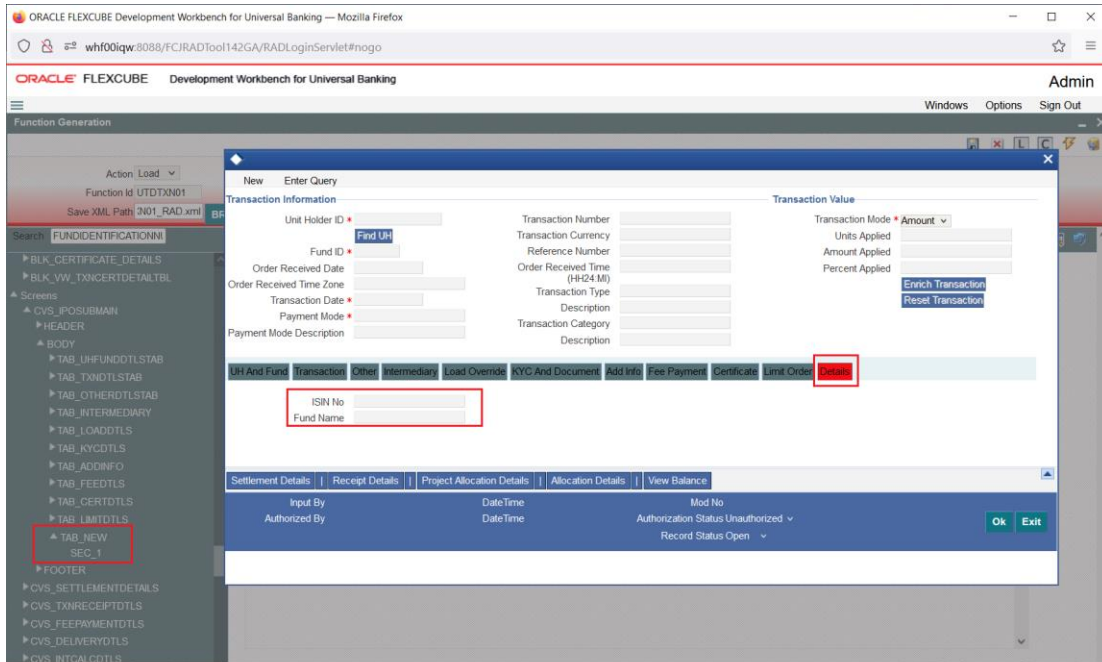 ORACLE FLEXCUBE Development Workbench for Universal Banking — Mozilla Firefox
whf00iqw:8088/FCJRADTool142GA/RADLoginServlet#nogo
ORACLE FLEXCUBE Development Workbench for Universal Banking
Admin
Windows Options Sign Out
Function Generation
Action Load
Function Id UTDTXN01
Save XML Path 2N01_RAD.xml BR
Search FUNDIDENTIFICATIONN
BLK_CERTIFICATE_DETAILS
BLK_VW_TXNCERTDETAILTBL
Screens
CVS_IPOSUBMAIN
HEADER
BODY
TAB_UHFUNDDTLSTAB
TAB_TXNDTLSTAB
TAB_OTHERDTLSTAB
TAB_INTERMEDIARY
TAB_LOADDTLS
TAB_KYCDTLS
TAB_ADDINFO
TAB_FEEDTLS
TAB_CERTDTLS
TAB_LIMITDTLS
TAB_NEW
SEC_1
FOOTER
CVS_SETTLEMENTDETAILS
CVS_TXNRECEIPTDTLS
CVS_FEEPAYMENTDTLS
CVS_DELIVERYDTLS
CVS_INTCALCDTLS
L C
New Enter Query
Transaction Information
Unit Holder ID *
Find UH
Fund ID *
Order Received Date
Order Received Time Zone
Transaction Date *
Payment Mode *
Payment Mode Description
Transaction Number
Transaction Currency
Reference Number
Order Received Time
(HH24:MI)
Transaction Type
Description
Transaction Category
Description
Transaction Value
Transaction Mode * Amount
Units Applied
Amount Applied
Percent Applied
Enrich Transaction
Reset Transaction
UH And Fund Transaction Other Intermediary Load Override KYC And Document Add Info Fee Payment Certificate Limit Order Details
ISIN No
Fund Name
Settlement Details | Receipt Details | Project Allocation Details | Allocation Details | View Balance
Input By DateTime Mod No
Authorized By DateTime Authorization Status Unauthorized
Record Status Open
Ok Exit